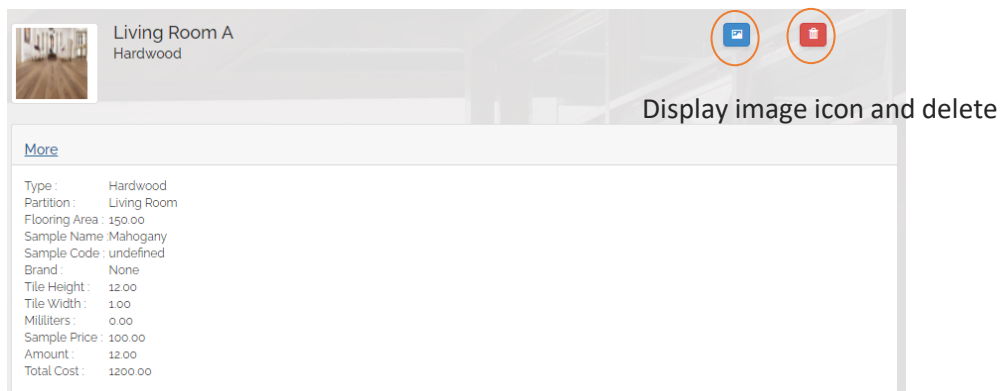 Living Room A
Hardwood
Display image icon and delete
More
Type : Hardwood
Partition : Living Room
Flooring Area : 150.00
Sample Name :Mahogany
Sample Code : undefined
Brand : None
Tile Height : 12.00
Tile Width : 1.00
Mililiters : 0.00
Sample Price : 100.00
Amount : 12.00
Total Cost : 1200.00